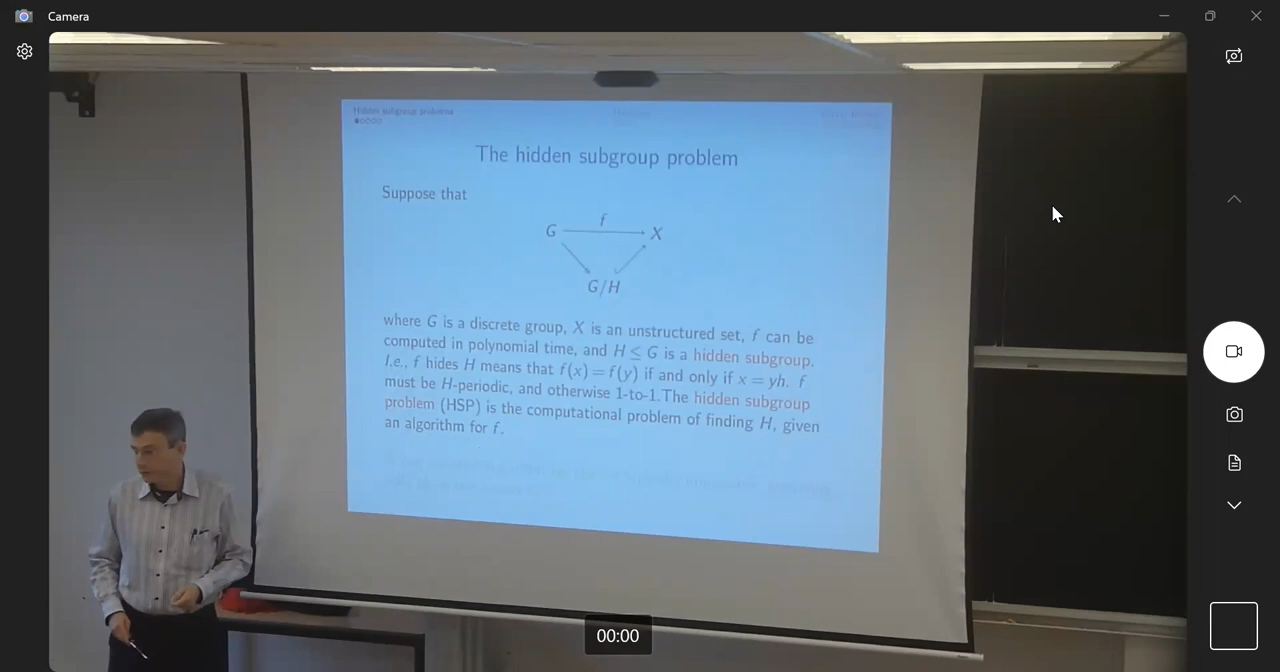 Camera
Hidden subgroup problems
The hidden subgroup problem
Suppose that
G f X
G/H
where G is a discrete group, X is an unstructured set, f can be
computed in polynomial time, and H ≤ G is a hidden subgroup.
I.e., f hides H means that f(x) = f(y) if and only if x = yh. f
must be H-periodic, and otherwise 1-to-1.The hidden subgroup
problem (HSP) is the computational problem of finding H, given
an algorithm for f.
00:00